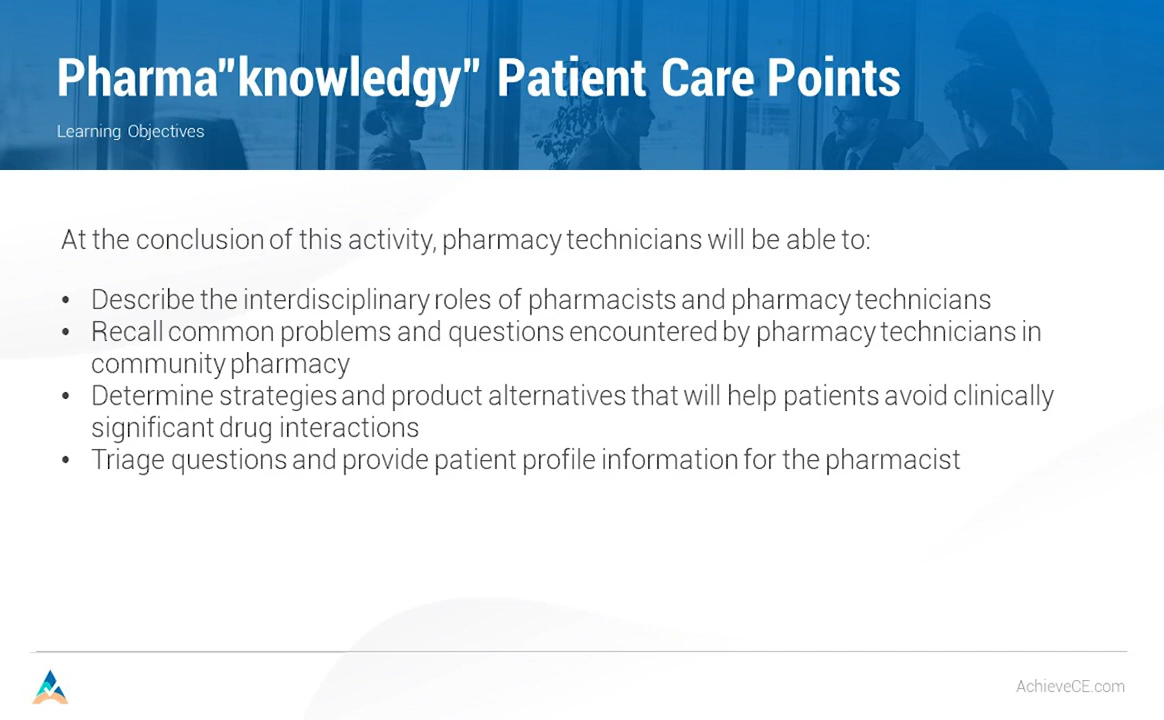 Pharma"knowledgy" Patient Care Points
Learning Objectives
At the conclusion of this activity, pharmacy technicians will be able to:
• Describe the interdisciplinary roles of pharmacists and pharmacy technicians
• Recall common problems and questions encountered by pharmacy technicians in
community pharmacy
• Determine strategies and product alternatives that will help patients avoid clinically
significant drug interactions
• Triage questions and provide patient profile information for the pharmacist
AchieveCE.com